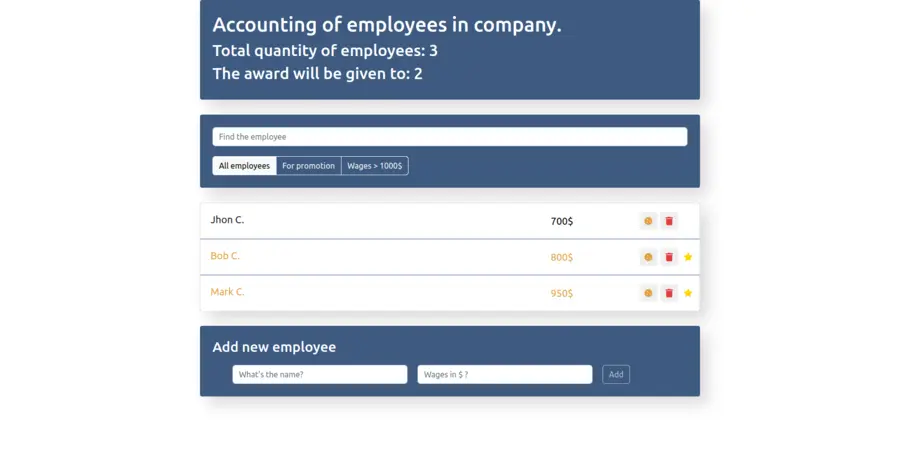 Accounting of employees in company.
Total quantity of employees: 3
The award will be given to: 2
Find the employee
All employees For promotion Wages > 1000$
Jhon C. 700$
Bob C. 800$
Mark C. 950$
Add new employee
What's the name? Wages in $ ? Add